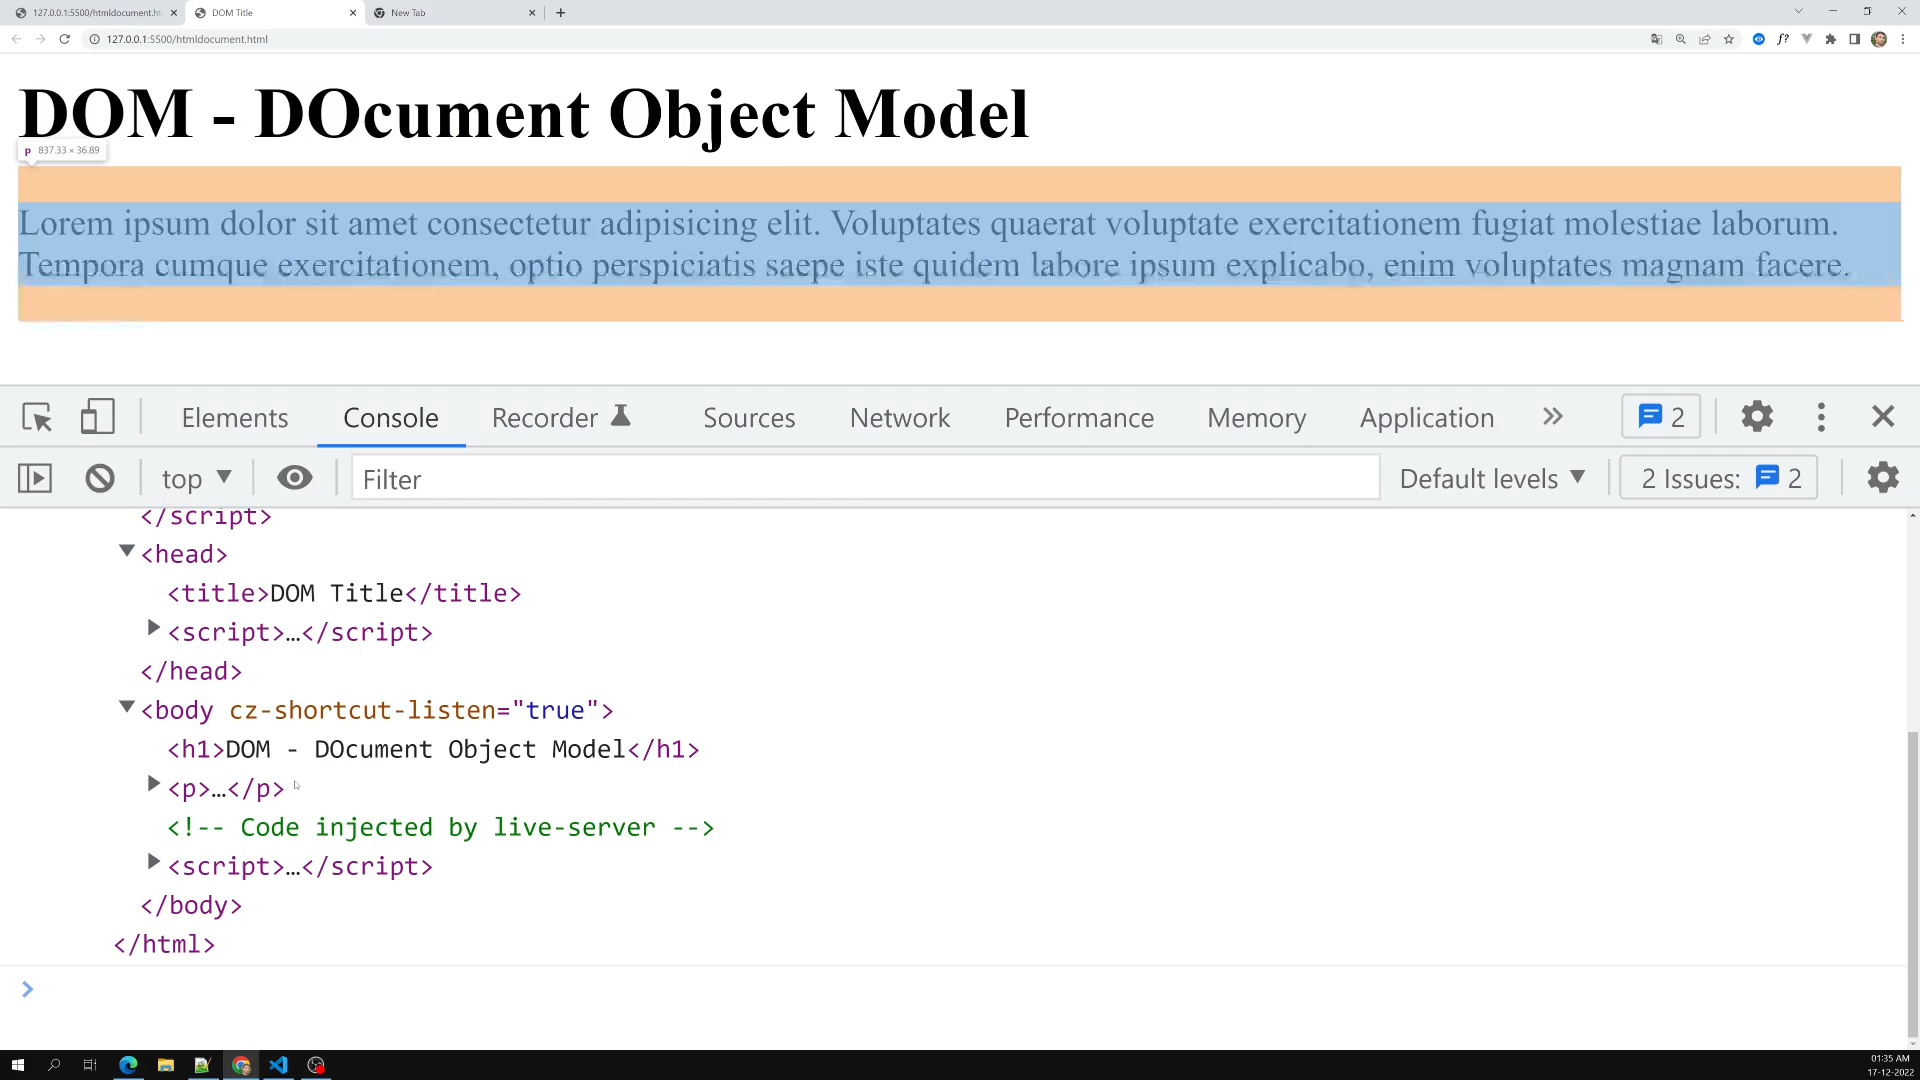 127.0.0.1:5500/htmldocument.ht
DOM Title
New Tab
127.0.0.1:5500/htmldocument.html
f?
DOM - DOcument Object Model
p 837.33 × 36.89
Lorem ipsum dolor sit amet consectetur adipisicing elit. Voluptates quaerat voluptate exercitationem fugiat molestiae laborum.
Tempora cumque exercitationem, optio perspiciatis saepe iste quidem labore ipsum explicabo, enim voluptates magnam facere.
Elements Console Recorder Sources Network Performance Memory Application 2
top Filter Default levels 2 Issues: 2
</script>
<head>
<title>DOM Title</title>
<script>…</script>
</head>
<body cz-shortcut-listen="true">
<h1>DOM - DOcument Object Model</h1>
<p>…</p>
<!-- Code injected by live-server -->
<script>…</script>
</body>
</html>
01:35 AM
17-12-2022